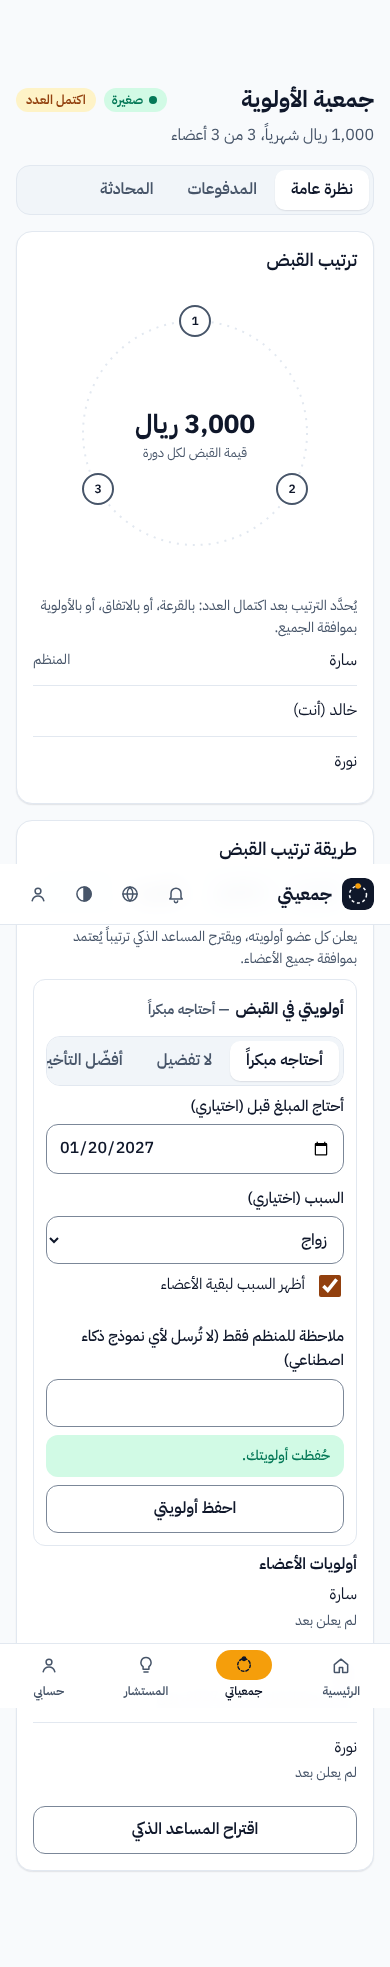 جمعية الأولوية
صغيرة
اكتمل العدد
1,000 ريال شهرياً، 3 من 3 أعضاء
نظرة عامة
المدفوعات
المحادثة
ترتيب القبض
1
3,000 ريال
قيمة القبض لكل دورة
2
3
يُحدَّد الترتيب بعد اكتمال العدد: بالقرعة، أو بالاتفاق، أو بالأولوية
بموافقة الجميع.
سارة
المنظم
خالد (أنت)
نورة
طريقة ترتيب القبض
جمعيتي
يعلن كل عضو أولويته، ويقترح المساعد الذكي ترتيباً يُعتمد
بموافقة جميع الأعضاء.
أولويتي في القبض — أحتاجه مبكراً
أحتاجه مبكراً
لا تفضيل
أفضّل التأخير
أحتاج المبلغ قبل (اختياري)
01/20/2027
السبب (اختياري)
زواج
أظهر السبب لبقية الأعضاء
ملاحظة للمنظم فقط (لا تُرسل لأي نموذج ذكاء
اصطناعي)
حُفظت أولويتك.
احفظ أولويتي
أولويات الأعضاء
سارة
لم يعلن بعد
الرئيسية
جمعياتي
المستشار
حسابي
نورة
لم يعلن بعد
اقتراح المساعد الذكي